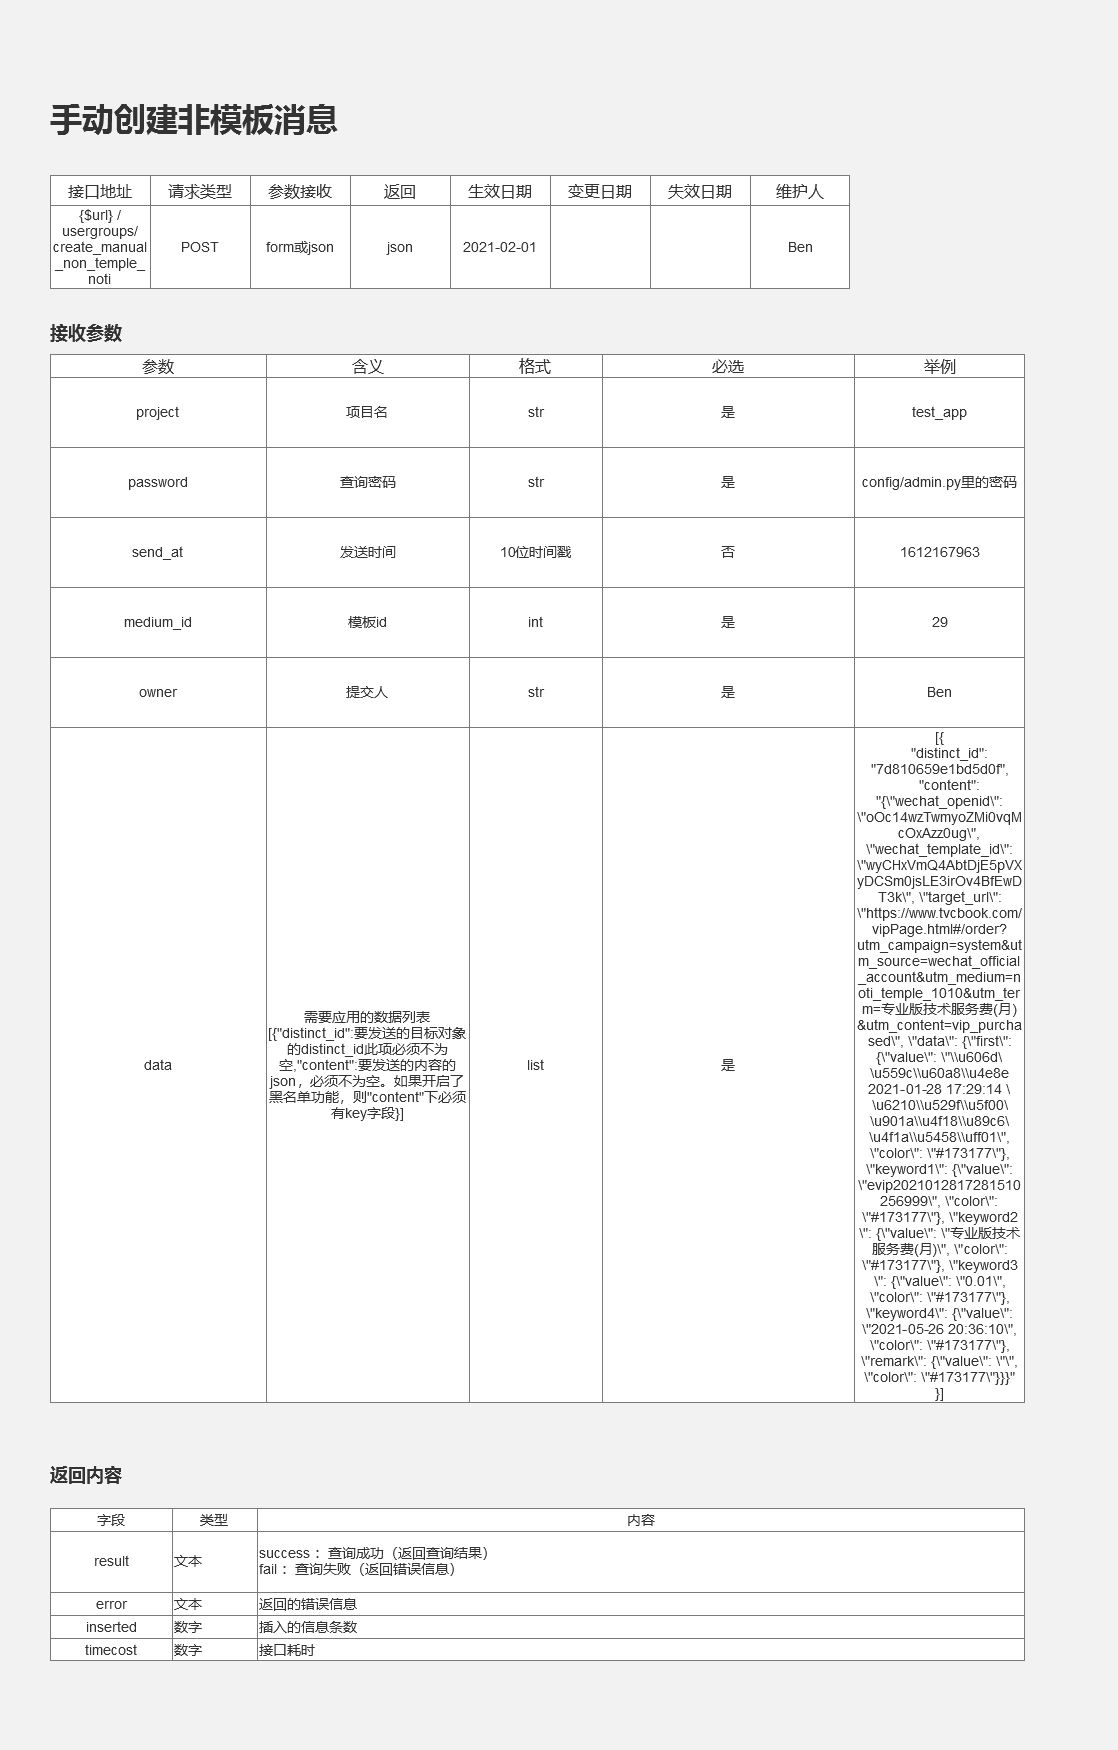 手动创建非模板消息
接口地址 请求类型 参数接收 返回 生效日期 变更日期 失效日期 维护人
{$url} /
usergroups/
create_manual
_non_temple_
noti
POST form或json json 2021-02-01 Ben
接收参数
参数 含义 格式 必选 举例
project 项目名 str 是 test_app
password 查询密码 str 是 config/admin.py里的密码
send_at 发送时间 10位时间戳 否 1612167963
medium_id 模板id int 是 29
owner 提交人 str 是 Ben
data
需要应用的数据列表
[{"distinct_id":要发送的目标对象
的distinct_id此项必须不为
空,"content":要发送的内容的
json，必须不为空。如果开启了
黑名单功能，则"content"下必须
有key字段}]
list
是
[{
"distinct_id":
"7d810659e1bd5d0f",
"content":
"{\"wechat_openid\":
\"oOc14wzTwmyoZMi0vqM
cOxAzz0ug\",
\"wechat_template_id\":
\"wyCHxVmQ4AbtDjE5pVX
yDCSm0jsLE3irOv4BfEwD
T3k\", \"target_url\":
\"https://www.tvcbook.com/
vipPage.html#/order?
utm_campaign=system&ut
m_source=wechat_official
_account&utm_medium=n
oti_temple_1010&utm_ter
m=专业版技术服务费(月)
&utm_content=vip_purcha
sed\", \"data\": {\"first\":
{\"value\": \"\\u606d\
\u559c\\u60a8\\u4e8e
2021-01-28 17:29:14 \
\u6210\\u529f\\u5f00\
\u901a\\u4f18\\u89c6\
\u4f1a\\u5458\\uff01\",
\"color\": \"#173177\"},
\"keyword1\": {\"value\":
\"evip2021012817281510
256999\", \"color\":
\"#173177\"}, \"keyword2
\": {\"value\": \"专业版技术
服务费(月)\", \"color\":
\"#173177\"}, \"keyword3
\": {\"value\": \"0.01\",
\"color\": \"#173177\"},
\"keyword4\": {\"value\":
\"2021-05-26 20:36:10\",
\"color\": \"#173177\"},
\"remark\": {\"value\": \"\",
\"color\": \"#173177\"}}}"
}]
返回内容
字段 类型 内容
result 文本
success： 查询成功（返回查询结果）
fail： 查询失败（返回错误信息）
error 文本 返回的错误信息
inserted 数字 插入的信息条数
timecost 数字 接口耗时